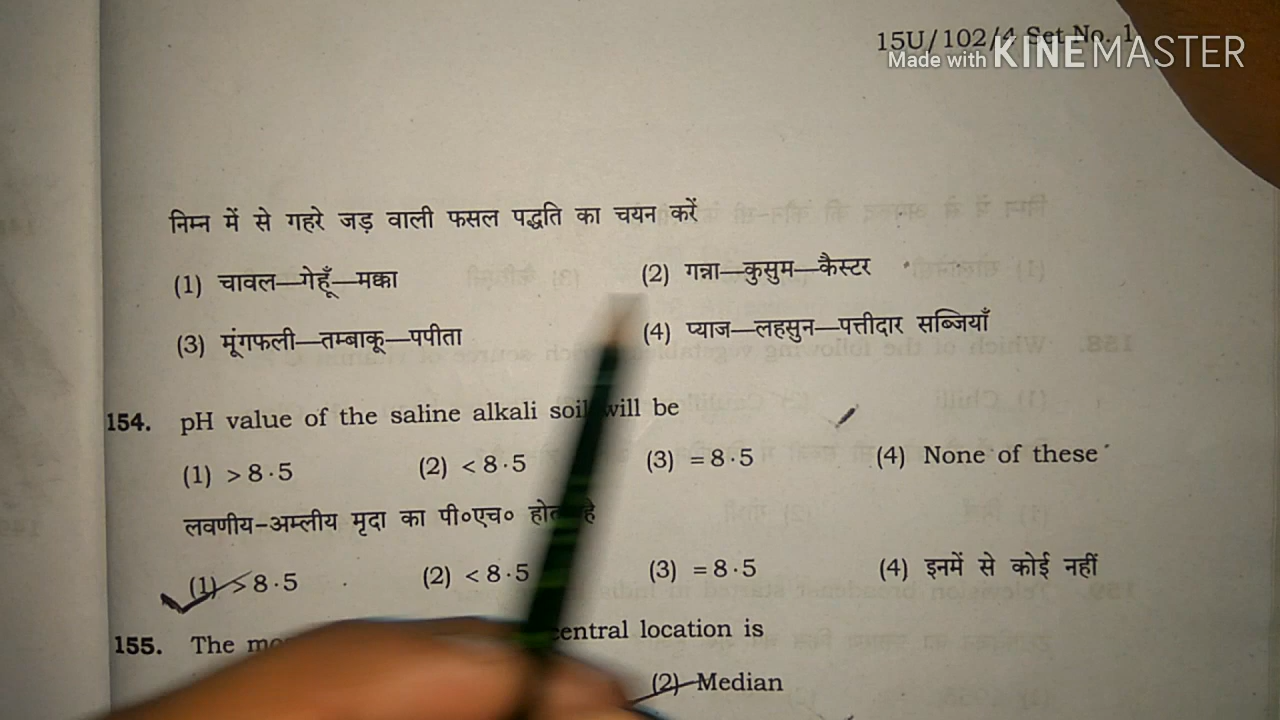 15U/102/4 Set No. 1
Made with KINEMASTER
निम्न में से गहरे जड़ वाली फसल पद्धति का चयन करें
(1) चावल—गेहूँ—मक्का (2) गन्ना—कुसुम—कैस्टर
(3) मूंगफली—तम्बाकू—पपीता (4) प्याज—लहसुन—पत्तीदार सब्जियाँ
154. pH value of the saline alkali soil will be
(1) > 8·5 (2) < 8·5 (3) = 8·5 (4) None of these
लवणीय-अम्लीय मृदा का पी०एच० है
(1) > 8·5 (2) < 8·5 (3) = 8·5 (4) इनमें से कोई नहीं
155. The central location is
(2) Median